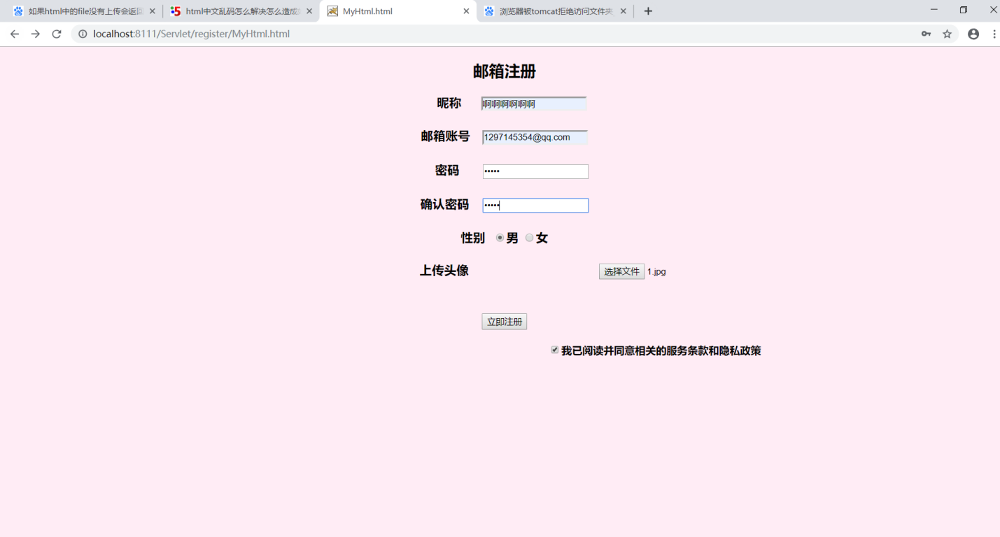 如果html中的file没有上传会返回
html中文乱码怎么解决怎么造成
MyHtml.html
浏览器被tomcat拒绝访问文件夹
localhost:8111/Servlet/register/MyHtml.html
邮箱注册
昵称 啊啊啊啊啊啊
邮箱账号 1297145354@qq.com
密码 •••••
确认密码 •••••
性别 男 女
上传头像 选择文件 1.jpg
立即注册
我已阅读并同意相关的服务条款和隐私政策